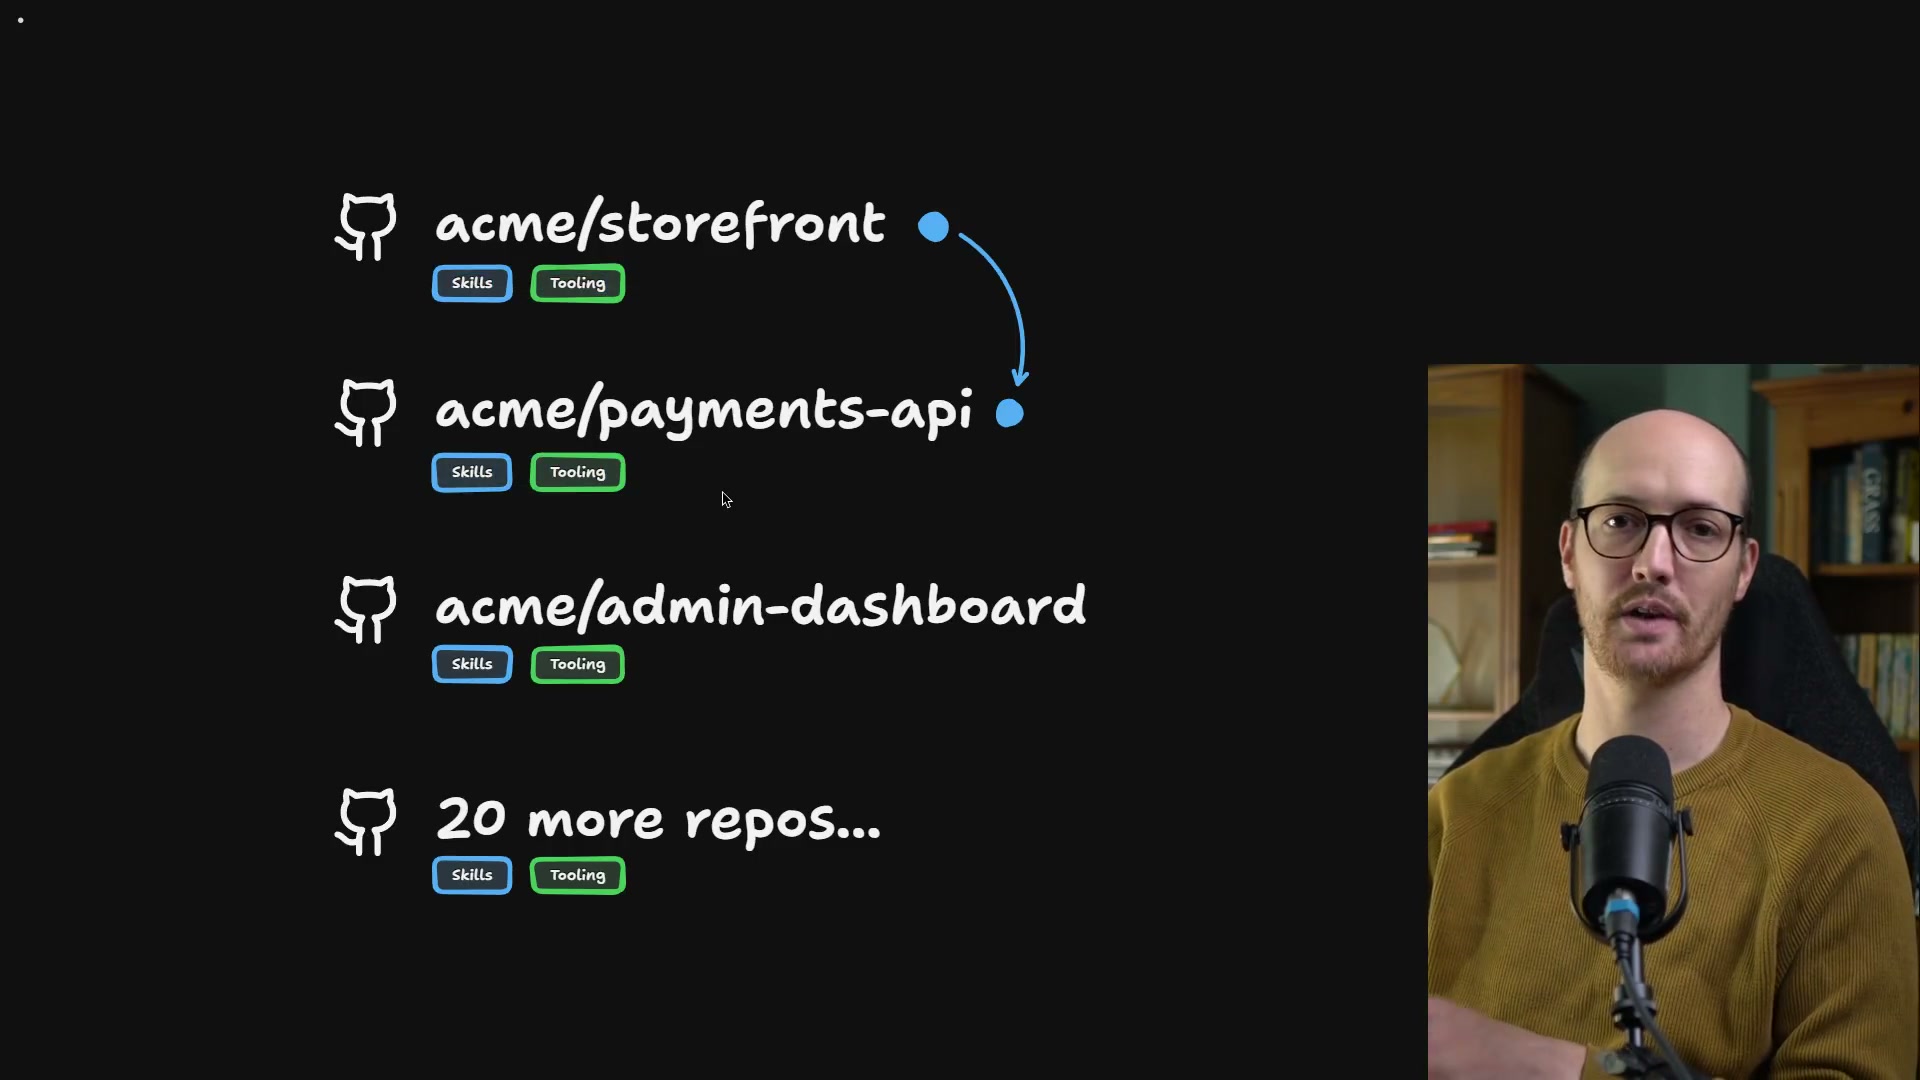 acme/storefront
Skills Tooling
acme/payments-api
Skills Tooling
acme/admin-dashboard
Skills Tooling
20 more repos...
Skills Tooling
GRASS